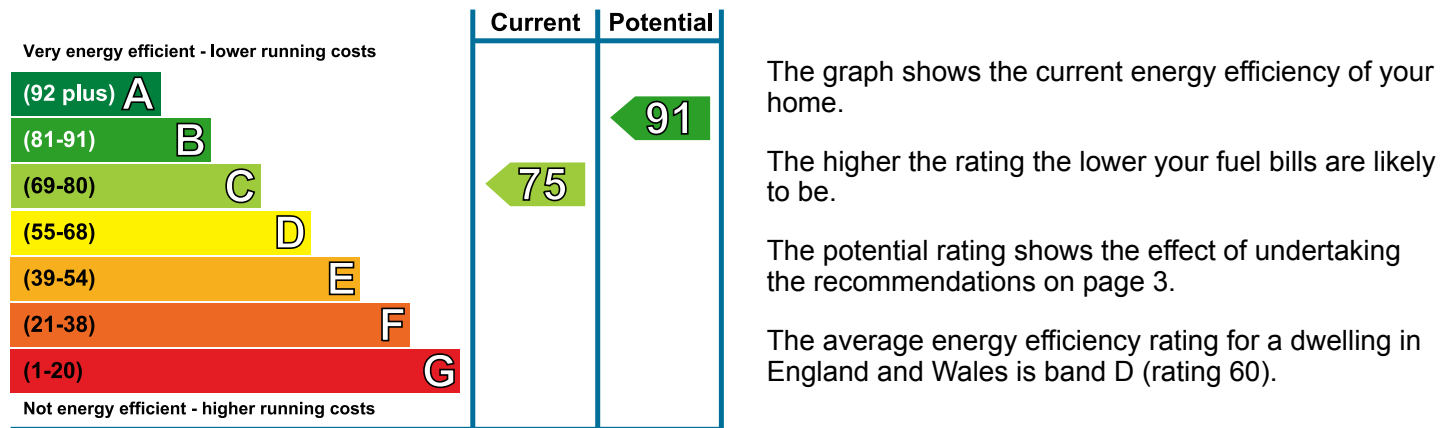 Current Potential
Very energy efficient - lower running costs
(92 plus) A
(81-91) B
(69-80) C
(55-68) D
(39-54) E
(21-38) F
(1-20) G
Not energy efficient - higher running costs
75
91
The graph shows the current energy efficiency of your
home.
The higher the rating the lower your fuel bills are likely
to be.
The potential rating shows the effect of undertaking
the recommendations on page 3.
The average energy efficiency rating for a dwelling in
England and Wales is band D (rating 60).